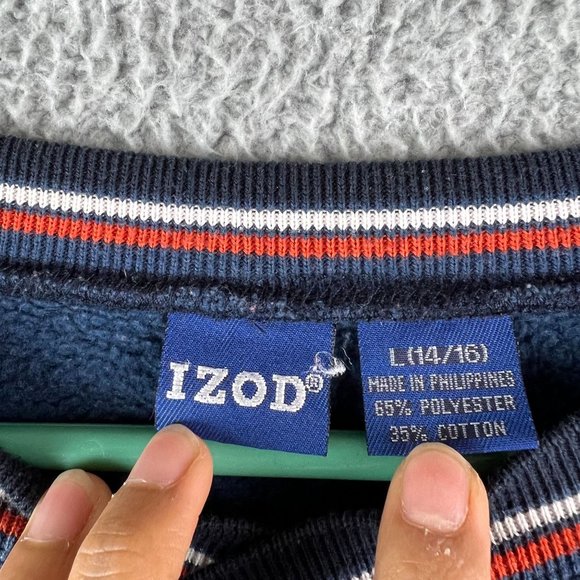 IZOD®
L(14/16)
MADE IN PHILIPPINES
65% POLYESTER
35% COTTON